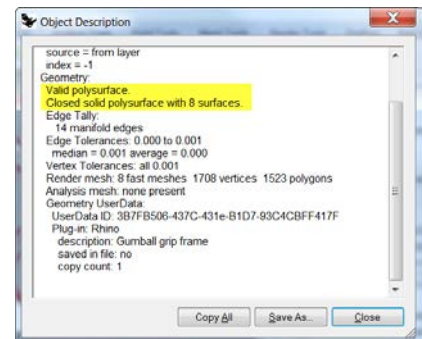 Object Description
source = from layer
index = -1
Geometry:
Valid polysurface.
Closed solid polysurface with 8 surfaces.
Edge Tally:
14 manifold edges
Edge Tolerances: 0.000 to 0.001
median = 0.001 average = 0.000
Vertex Tolerances: all 0.001
Render mesh: 8 fast meshes 1708 vertices 1523 polygons
Analysis mesh: none present
Geometry UserData:
UserData ID: 3B7FB506-437C-431e-B1D7-93C4CBFF417F
Plug-in: Rhino
description: Gumball grip frame
saved in file: no
copy count: 1
Copy All Save As... Close